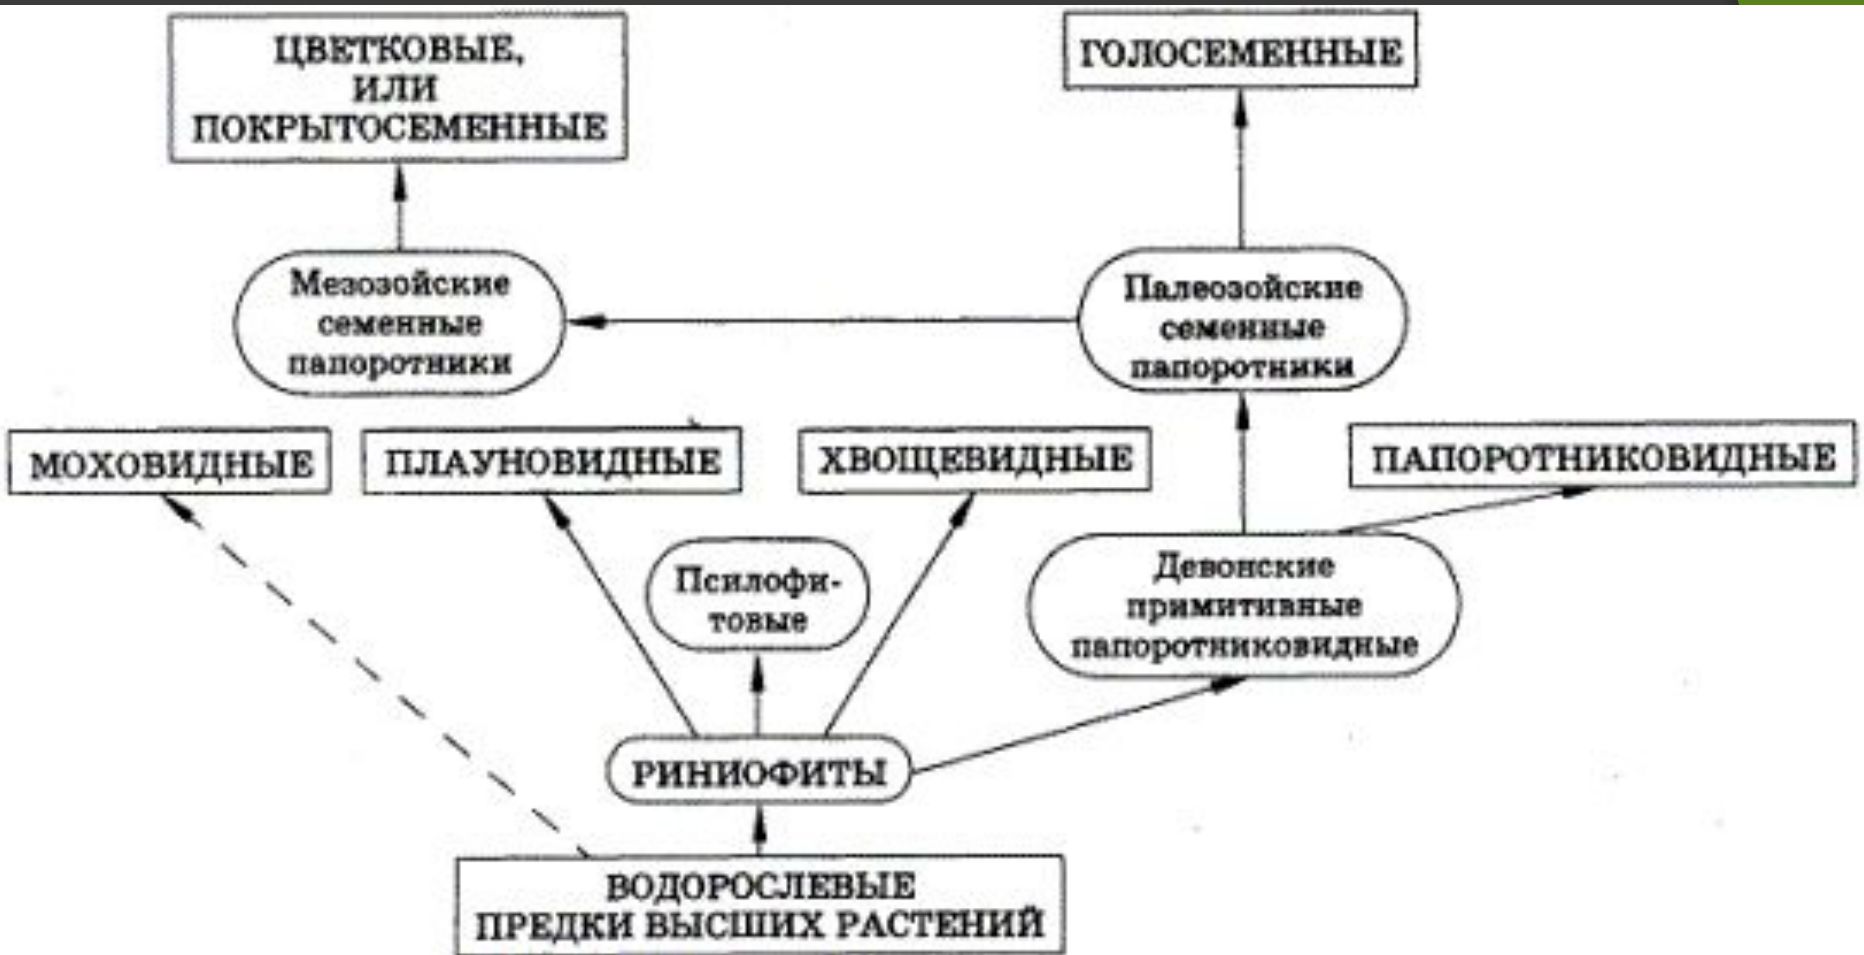 ЦВЕТКОВЫЕ,
ИЛИ
ПОКРЫТОСЕМЕННЫЕ
ГОЛОСЕМЕННЫЕ
Мезозойские
семенные
папоротники
Палеозойские
семенные
папоротники
МОХОВИДНЫЕ
ПЛАУНОВИДНЫЕ
ХВОЩЕВИДНЫЕ
ПАПОРОТНИКОВИДНЫЕ
Псилофи-
товые
Девонские
примитивные
папоротниковидные
РИНИОФИТЫ
ВОДОРОСЛЕВЫЕ
ПРЕДКИ ВЫСШИХ РАСТЕНИЙ